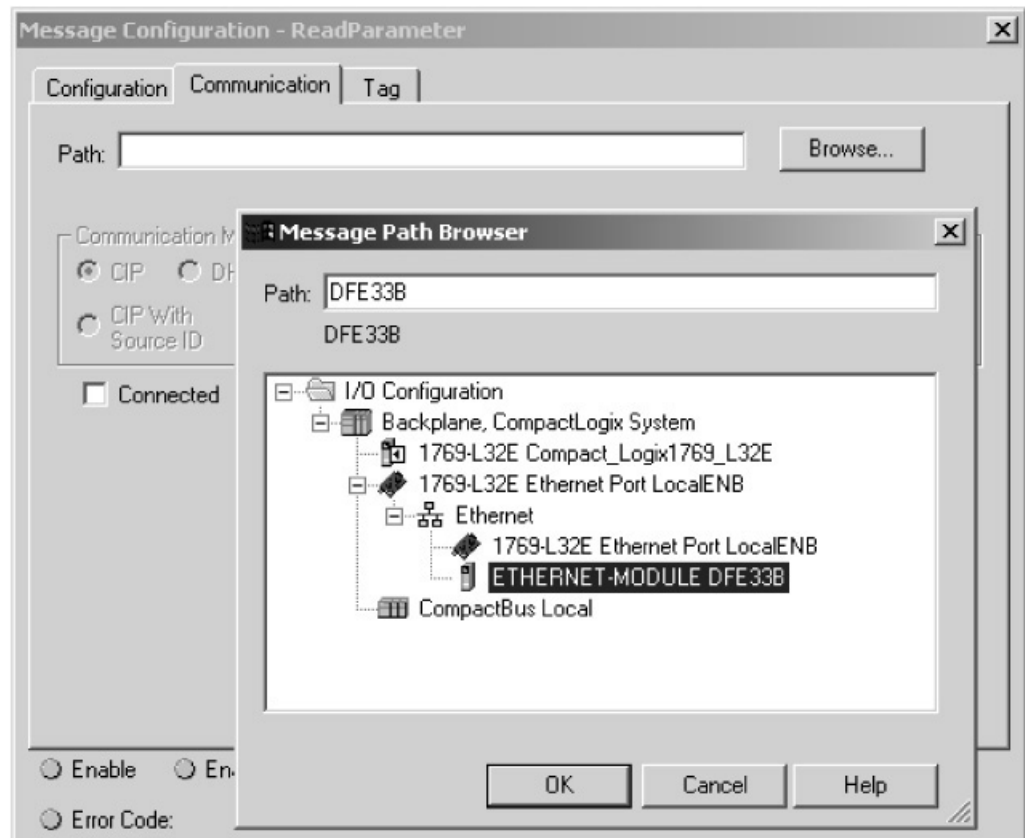 Message Configuration - ReadParameter
Configuration Communication Tag
Path: Browse...
Communication
CIP
CIP With
Source ID
Connected
Message Path Browser
Path: DFE33B
DFE33B
I/O Configuration
Backplane, CompactLogix System
1769-L32E Compact_Logix1769_L32E
1769-L32E Ethernet Port LocalENB
Ethernet
1769-L32E Ethernet Port LocalENB
ETHERNET-MODULE DFE33B
CompactBus Local
OK Cancel Help
Enable
Error Code: